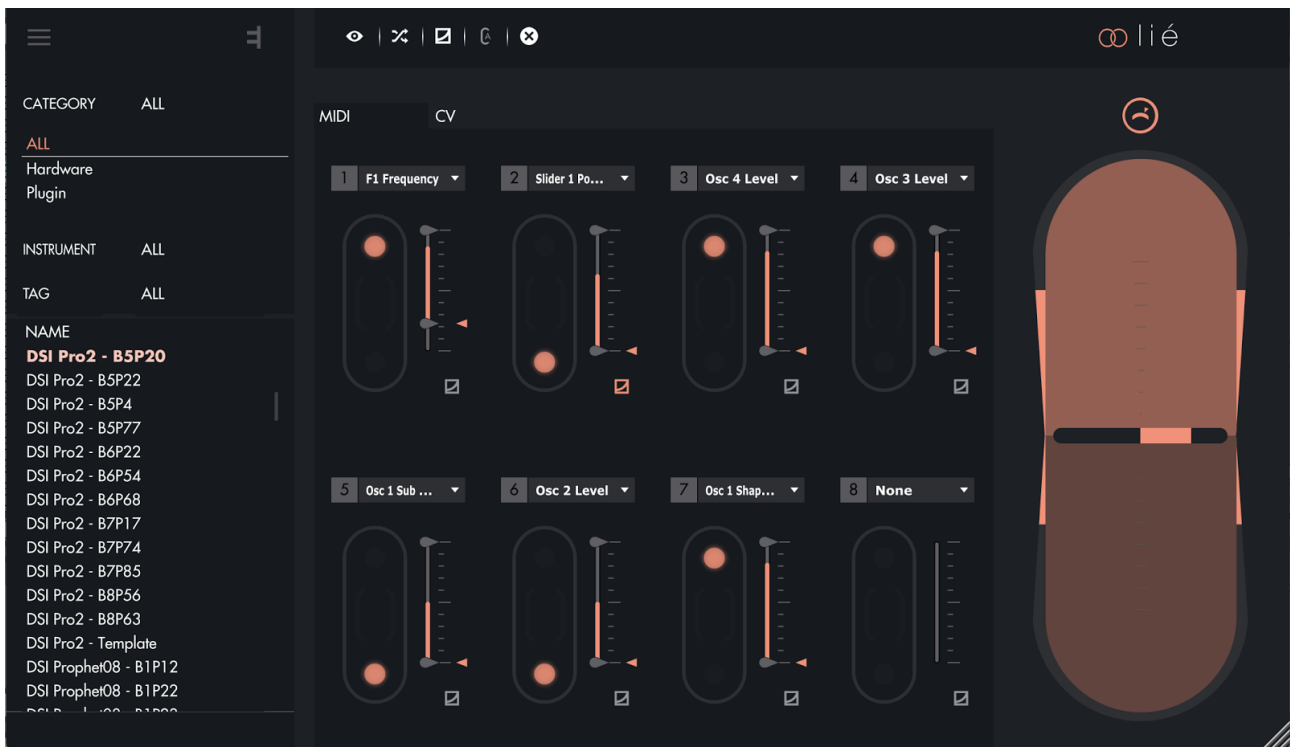 lié
CATEGORY ALL
ALL
Hardware
Plugin
INSTRUMENT ALL
TAG ALL
NAME
DSI Pro2 - B5P20
DSI Pro2 - B5P22
DSI Pro2 - B5P4
DSI Pro2 - B5P77
DSI Pro2 - B6P22
DSI Pro2 - B6P54
DSI Pro2 - B6P68
DSI Pro2 - B7P17
DSI Pro2 - B7P74
DSI Pro2 - B7P85
DSI Pro2 - B8P56
DSI Pro2 - B8P63
DSI Pro2 - Template
DSI Prophet08 - B1P12
DSI Prophet08 - B1P22
MIDI CV
1 F1 Frequency
2 Slider 1 Po...
3 Osc 4 Level
4 Osc 3 Level
5 Osc 1 Sub ...
6 Osc 2 Level
7 Osc 1 Shap...
8 None